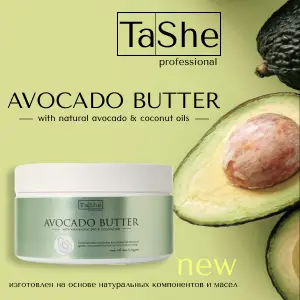 TaShe
professional
AVOCADO BUTTER
with natural avocado & coconut oils
TaShe
AVOCADO BUTTER
new
изготовлен на основе натуральных компонентов и масел